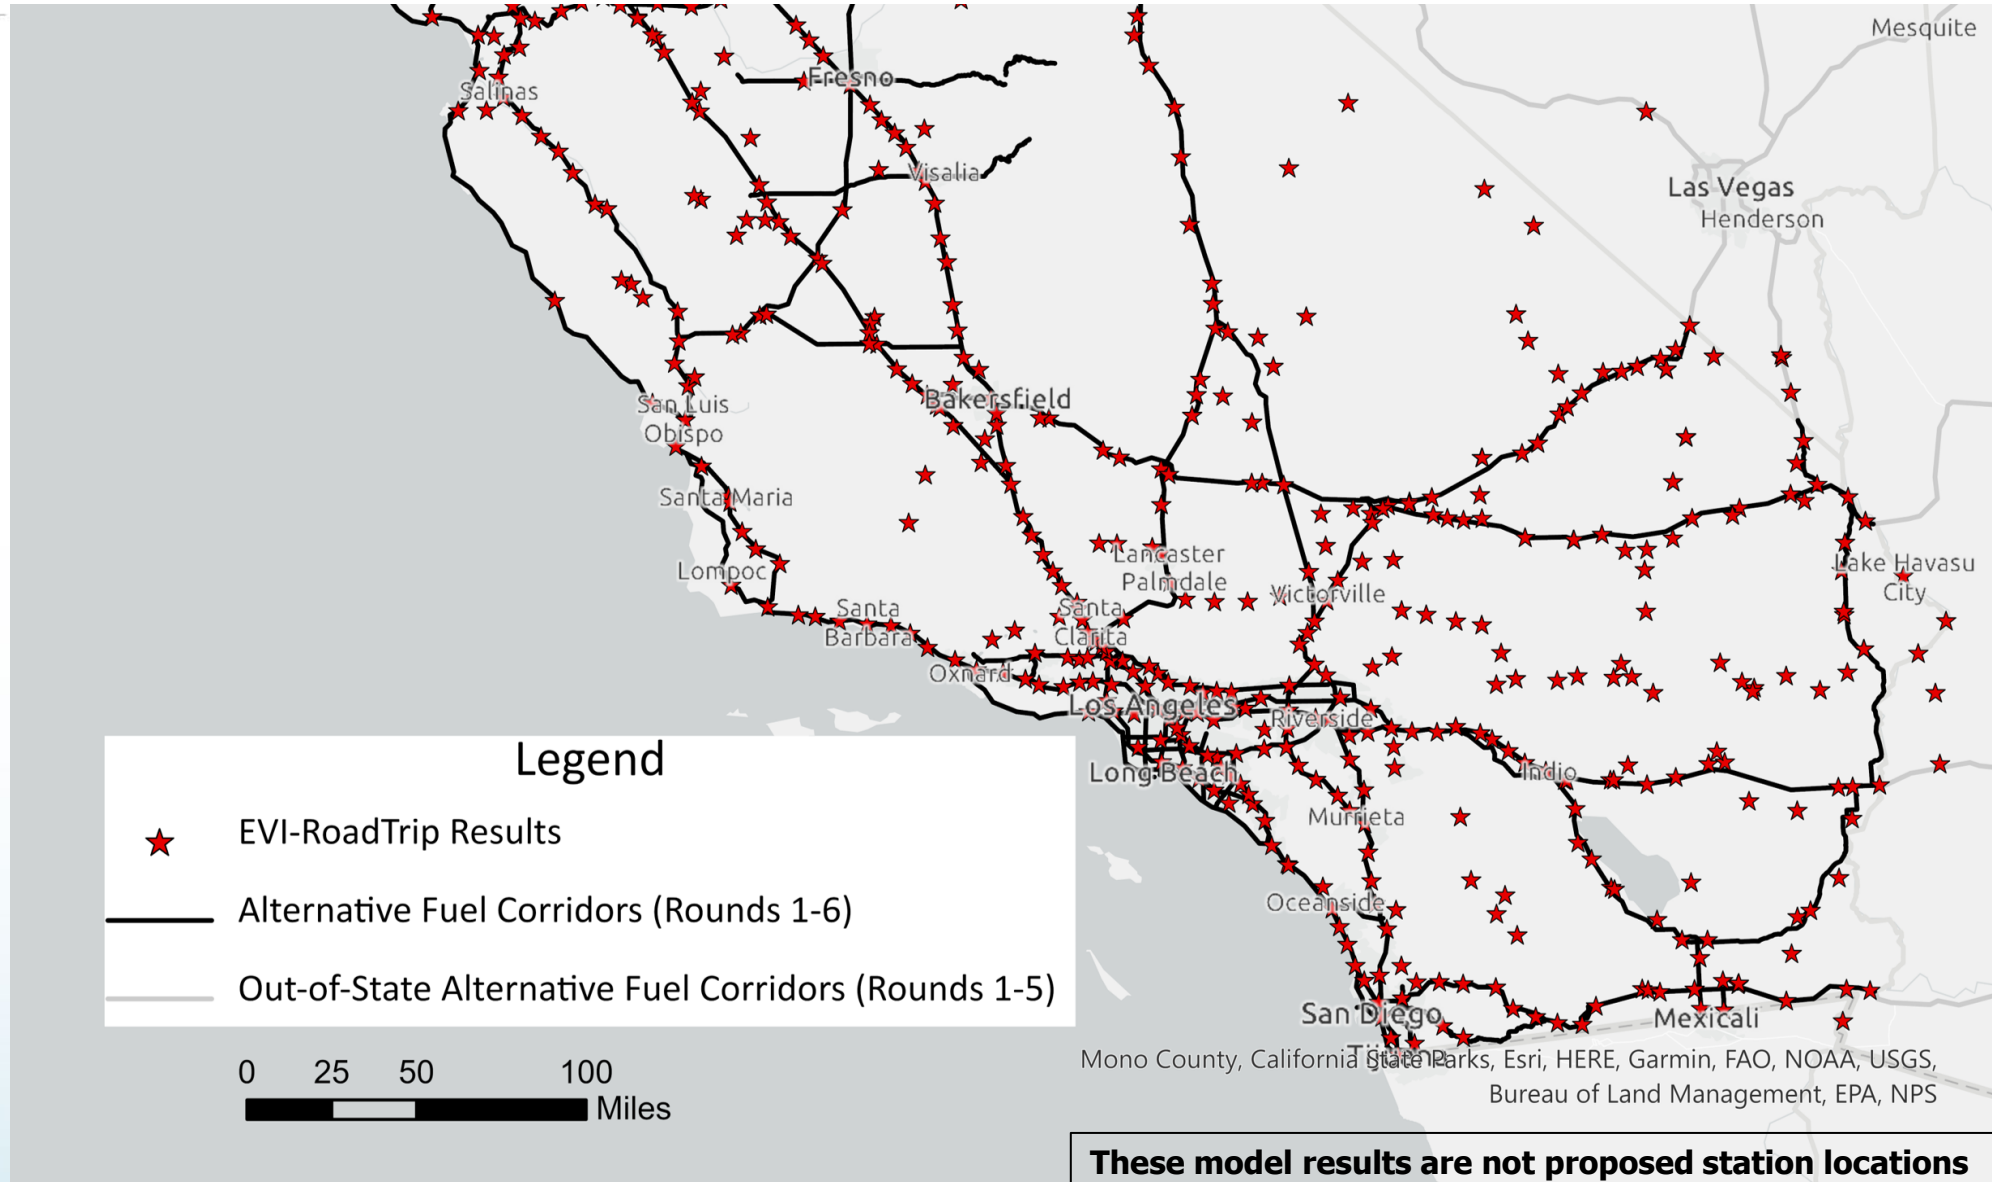 Mesquite
Fresno
Salinas
Visalia
Las Vegas
Henderson
San Luis
Obispo
Bakersfield
Santa Maria
Lompoc
Lancaster
Palmdale
Victorville
Lake Havasu
City
Santa
Barbara
Santa
Clarita
Oxnard
Los Angeles
Riverside
Long Beach
Indio
Murrieta
Oceanside
San Diego
Mexicali
Tijuana
Legend
EVI-RoadTrip Results
Alternative Fuel Corridors (Rounds 1-6)
Out-of-State Alternative Fuel Corridors (Rounds 1-5)
0 25 50 100
Miles
Mono County, California State Parks, Esri, HERE, Garmin, FAO, NOAA, USGS,
Bureau of Land Management, EPA, NPS
These model results are not proposed station locations